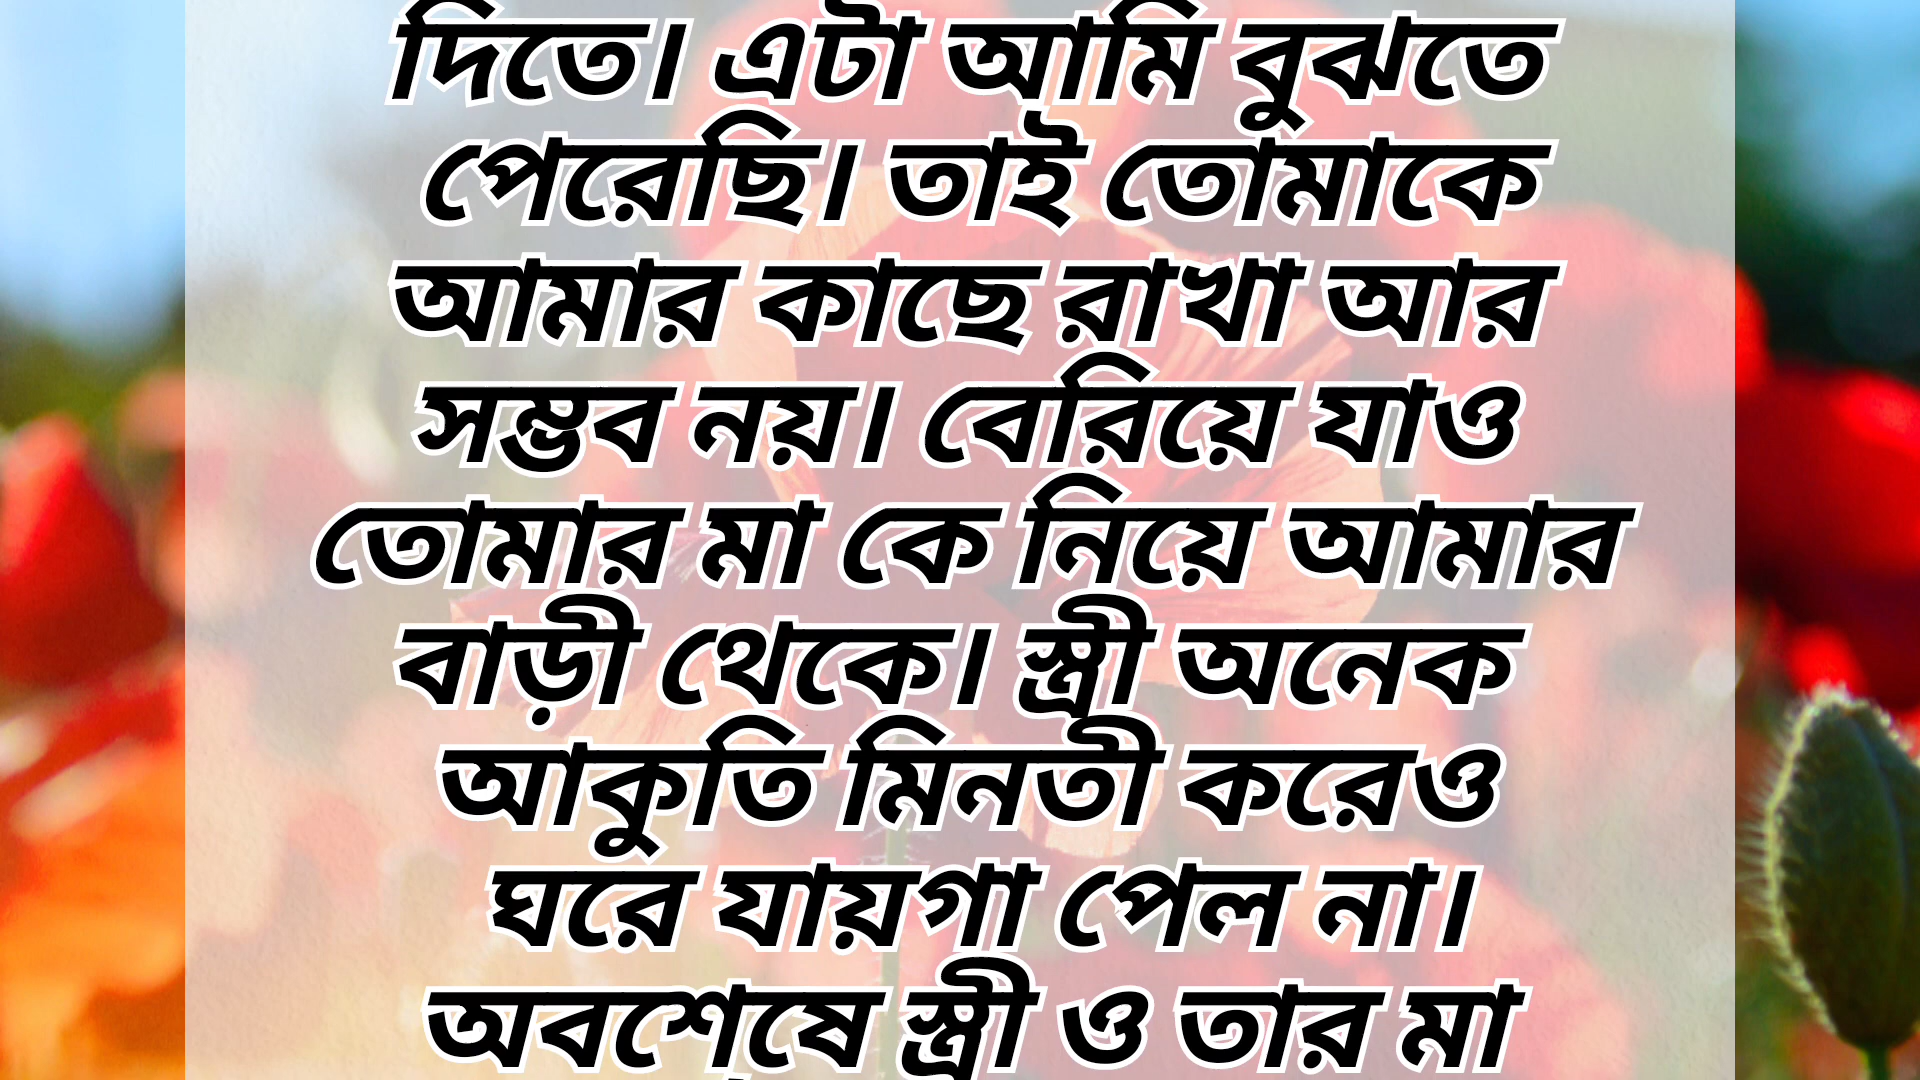 দিতে। এটা আমি বুঝতে
পেরেছি। তাই তোমাকে
আমার কাছে রাখা আর
সম্ভব নয়। বেরিয়ে যাও
তোমার মা কে নিয়ে আমার
বাড়ী থেকে। স্ত্রী অনেক
আকুতি মিনতী করেও
ঘরে যায়গা পেল না।
অবশেষে স্ত্রী ও তার মা